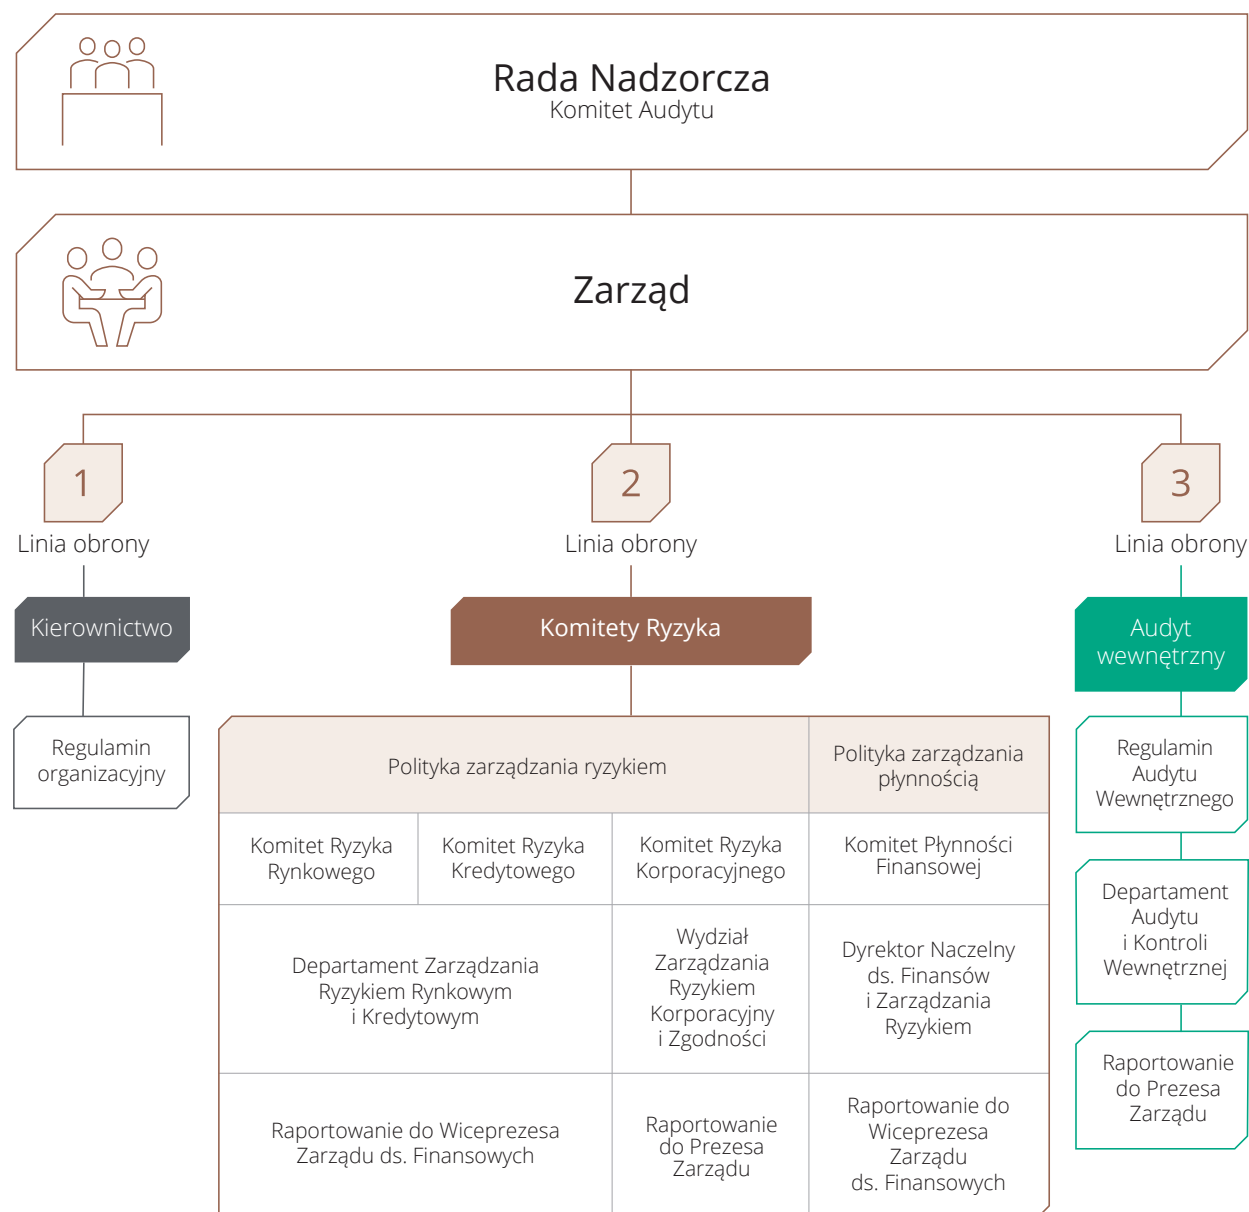 Rada Nadzorcza
Komitet Audytu
Zarząd
1
Linia obrony
2
Linia obrony
3
Linia obrony
Kierownictwo
Regulamin
organizacyjny
Komitety Ryzyka
Polityka zarządzania ryzykiem
Polityka zarządzania
płynnością
Komitet Ryzyka
Rynkowego
Komitet Ryzyka
Kredytowego
Komitet Ryzyka
Korporacyjnego
Komitet Płynności
Finansowej
Departament Zarządzania
Ryzykiem Rynkowym
i Kredytowym
Wydział
Zarządzania
Ryzykiem
Korporacyjny
i Zgodności
Dyrektor Naczelny
ds. Finansów
i Zarządzania
Ryzykiem
Raportowanie do Wiceprezesa
Zarządu ds. Finansowych
Raportowanie
do Prezesa
Zarządu
Raportowanie do
Wiceprezesa
Zarządu
ds. Finansowych
Audyt
wewnętrzny
Regulamin
Audytu
Wewnętrznego
Departament
Audytu
i Kontroli
Wewnętrznej
Raportowanie
do Prezesa
Zarządu